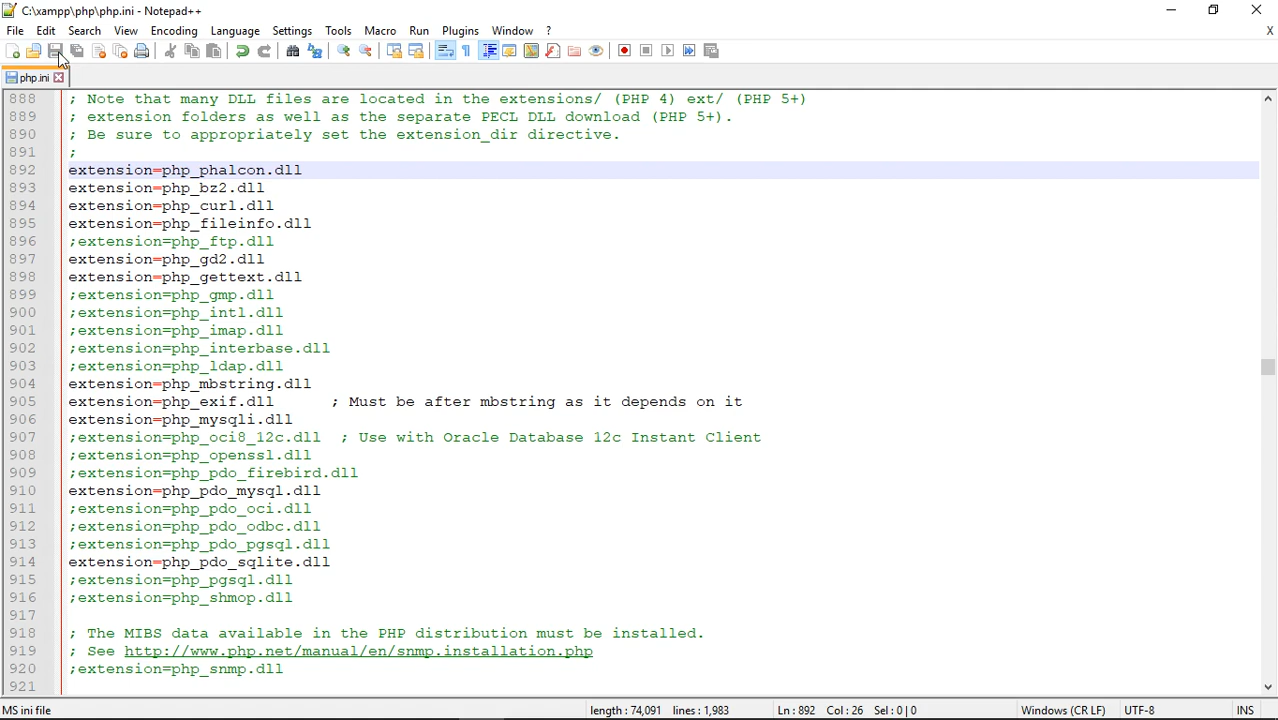 C:\xampp\php\php.ini - Notepad++
File Edit Search View Encoding Language Settings Tools Macro Run Plugins Window ? X
php.ini
888 ; Note that many DLL files are located in the extensions/ (PHP 4) ext/ (PHP 5+)
889 ; extension folders as well as the separate PECL DLL download (PHP 5+).
890 ; Be sure to appropriately set the extension_dir directive.
891 ;
892 extension=php_phalcon.dll
893 extension=php_bz2.dll
894 extension=php_curl.dll
895 extension=php_fileinfo.dll
896 ;extension=php_ftp.dll
897 extension=php_gd2.dll
898 extension=php_gettext.dll
899 ;extension=php_gmp.dll
900 ;extension=php_intl.dll
901 ;extension=php_imap.dll
902 ;extension=php_interbase.dll
903 ;extension=php_ldap.dll
904 extension=php_mbstring.dll
905 extension=php_exif.dll      ; Must be after mbstring as it depends on it
906 extension=php_mysqli.dll
907 ;extension=php_oci8_12c.dll  ; Use with Oracle Database 12c Instant Client
908 ;extension=php_openssl.dll
909 ;extension=php_pdo_firebird.dll
910 extension=php_pdo_mysql.dll
911 ;extension=php_pdo_oci.dll
912 ;extension=php_pdo_odbc.dll
913 ;extension=php_pdo_pgsql.dll
914 extension=php_pdo_sqlite.dll
915 ;extension=php_pgsql.dll
916 ;extension=php_shmop.dll
917
918 ; The MIBS data available in the PHP distribution must be installed.
919 ; See http://www.php.net/manual/en/snmp.installation.php
920 ;extension=php_snmp.dll
921
MS ini file length : 74,091 lines : 1,983 Ln : 892 Col : 26 Sel : 0 | 0 Windows (CR LF) UTF-8 INS